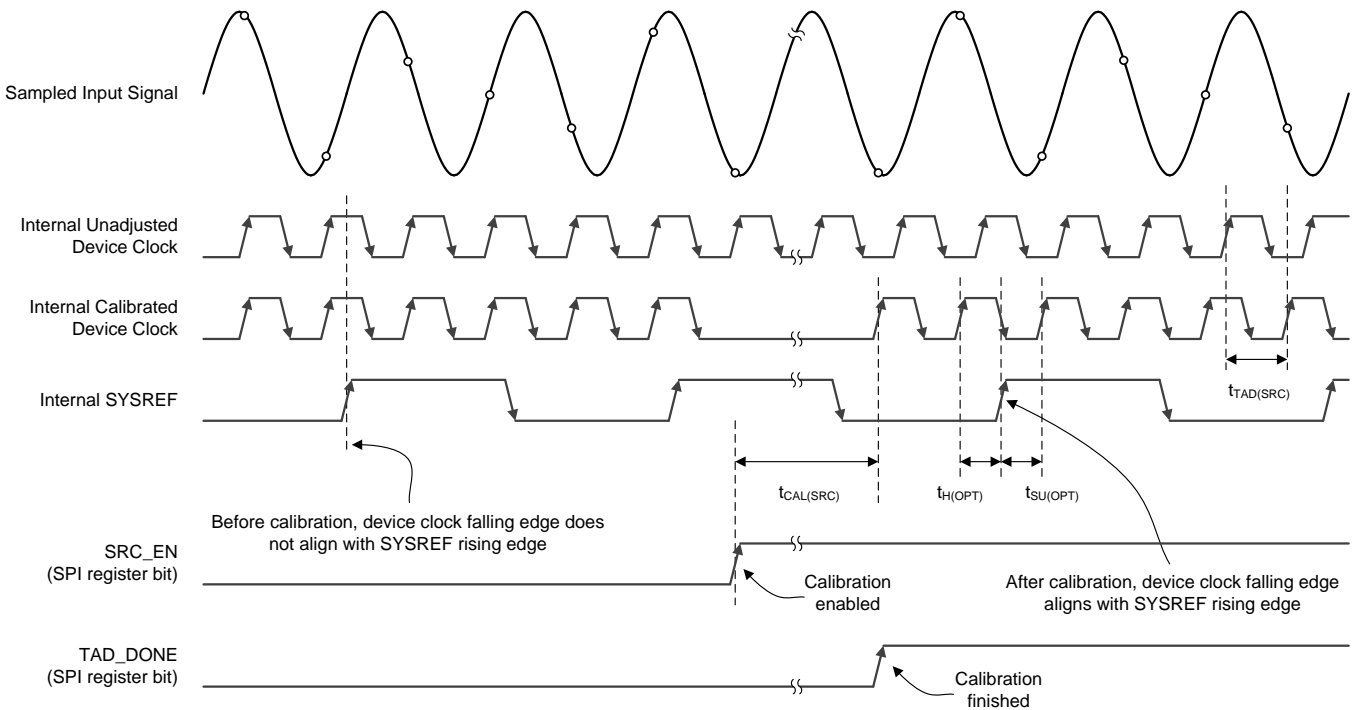 Sampled Input Signal
Internal Unadjusted
Device Clock
Internal Calibrated
Device Clock
Internal SYSREF
tTAD(SRC)
tCAL(SRC)
tH(OPT)
tSU(OPT)
Before calibration, device clock falling edge does
not align with SYSREF rising edge
SRC_EN
(SPI register bit)
Calibration
enabled
After calibration, device clock falling edge
aligns with SYSREF rising edge
TAD_DONE
(SPI register bit)
Calibration
finished